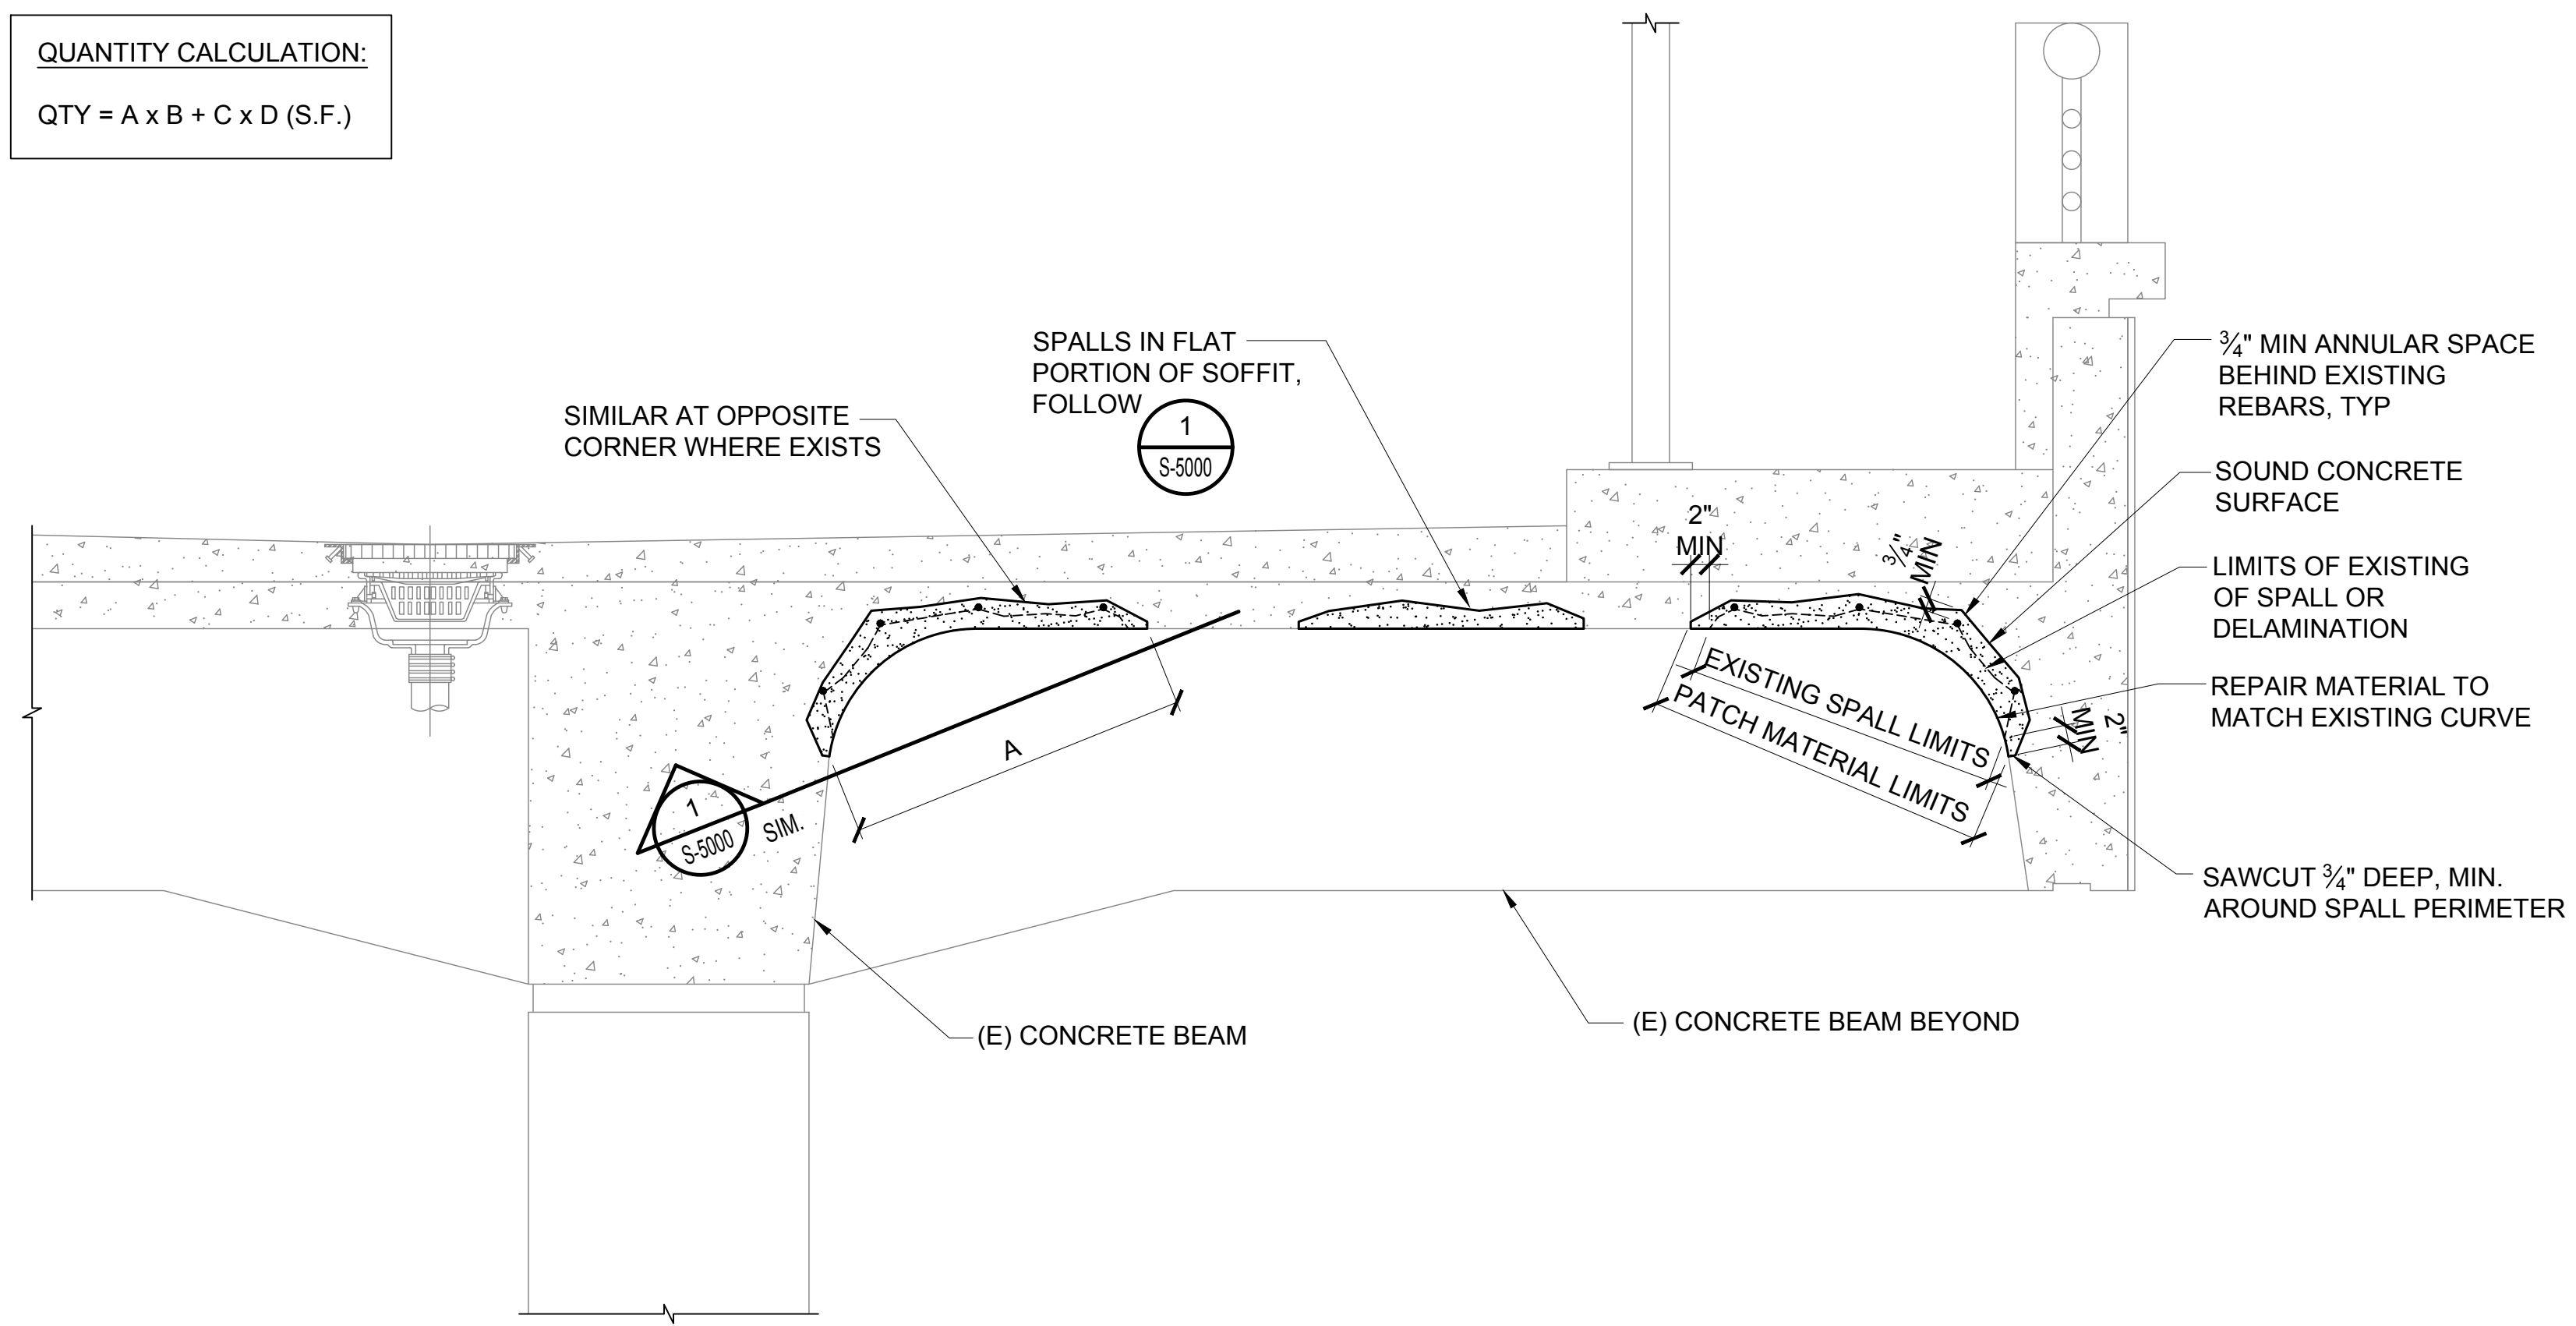 QUANTITY CALCULATION:
QTY = A x B + C x D (S.F.)
SPALLS IN FLAT
PORTION OF SOFFIT,
FOLLOW
1
S-5000
SIMILAR AT OPPOSITE
CORNER WHERE EXISTS
¾" MIN ANNULAR SPACE
BEHIND EXISTING
REBARS, TYP
SOUND CONCRETE
SURFACE
2"
MIN
¾"
MIN
LIMITS OF EXISTING
OF SPALL OR
DELAMINATION
REPAIR MATERIAL TO
MATCH EXISTING CURVE
2"
MIN
EXISTING SPALL LIMITS
PATCH MATERIAL LIMITS
A
1
S-5000
SIM.
SAWCUT ¾" DEEP, MIN.
AROUND SPALL PERIMETER
(E) CONCRETE BEAM
(E) CONCRETE BEAM BEYOND